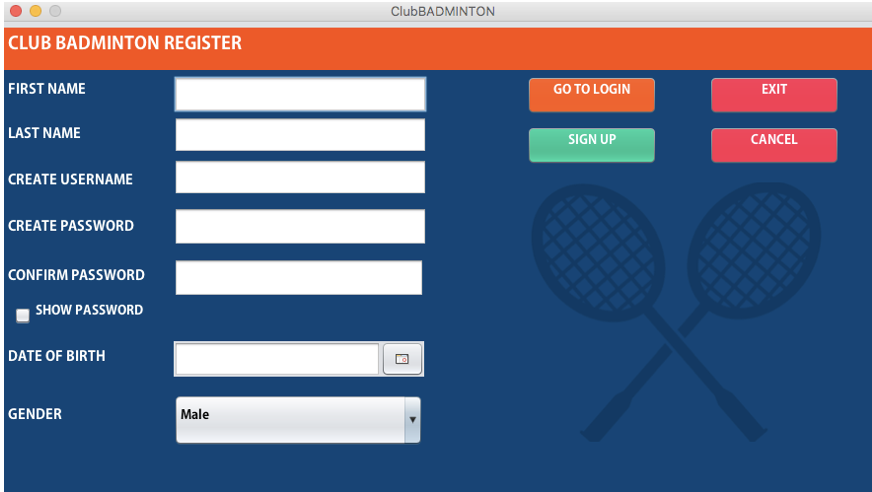 ClubBADMINTON
CLUB BADMINTON REGISTER
FIRST NAME
GO TO LOGIN
EXIT
LAST NAME
SIGN UP
CANCEL
CREATE USERNAME
CREATE PASSWORD
CONFIRM PASSWORD
SHOW PASSWORD
DATE OF BIRTH
GENDER
Male